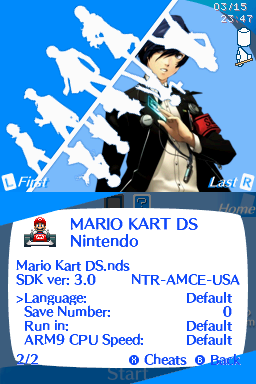 03/15
23:47
L First
Last R
?
Home
MARIO KART DS
Nintendo
Mario Kart DS.nds
SDK ver: 3.0 NTR-AMCE-USA
>Language: Default
Save Number: 0
Run in: Default
ARM9 CPU Speed: Default
2/2 X Cheats B Back
Start